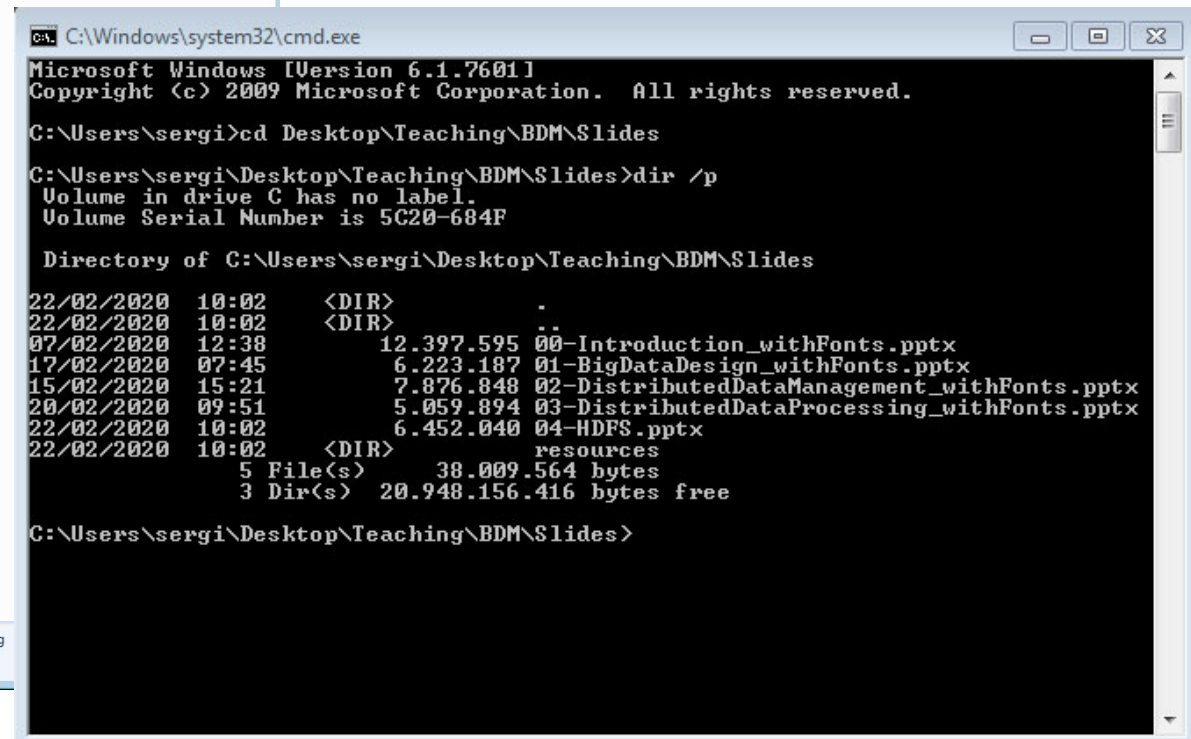 C:\Windows\system32\cmd.exe
Microsoft Windows [Version 6.1.7601]
Copyright (c) 2009 Microsoft Corporation.  All rights reserved.
C:\Users\sergi>cd Desktop\Teaching\BDM\Slides
C:\Users\sergi\Desktop\Teaching\BDM\Slides>dir /p
 Volume in drive C has no label.
 Volume Serial Number is 5C20-684F
 Directory of C:\Users\sergi\Desktop\Teaching\BDM\Slides
22/02/2020  10:02    <DIR>          .
22/02/2020  10:02    <DIR>          ..
07/02/2020  12:38        12.397.595 00-Introduction_withFonts.pptx
17/02/2020  07:45         6.223.187 01-BigDataDesign_withFonts.pptx
15/02/2020  15:21         7.876.848 02-DistributedDataManagement_withFonts.pptx
20/02/2020  09:51         5.059.894 03-DistributedDataProcessing_withFonts.pptx
22/02/2020  10:02         6.452.040 04-HDFS.pptx
22/02/2020  10:02    <DIR>          resources
               5 File(s)     38.009.564 bytes
               3 Dir(s)  20.948.156.416 bytes free
C:\Users\sergi\Desktop\Teaching\BDM\Slides>